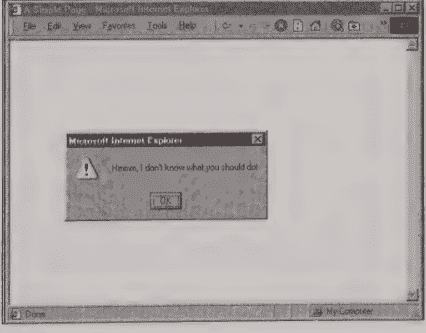 A Simple Page - Microsoft Internet Explorer
File Edit View Favorites Tools Help
Microsoft Internet Explorer
Hmmm, I don't know what you should do!
OK
Done
My Computer